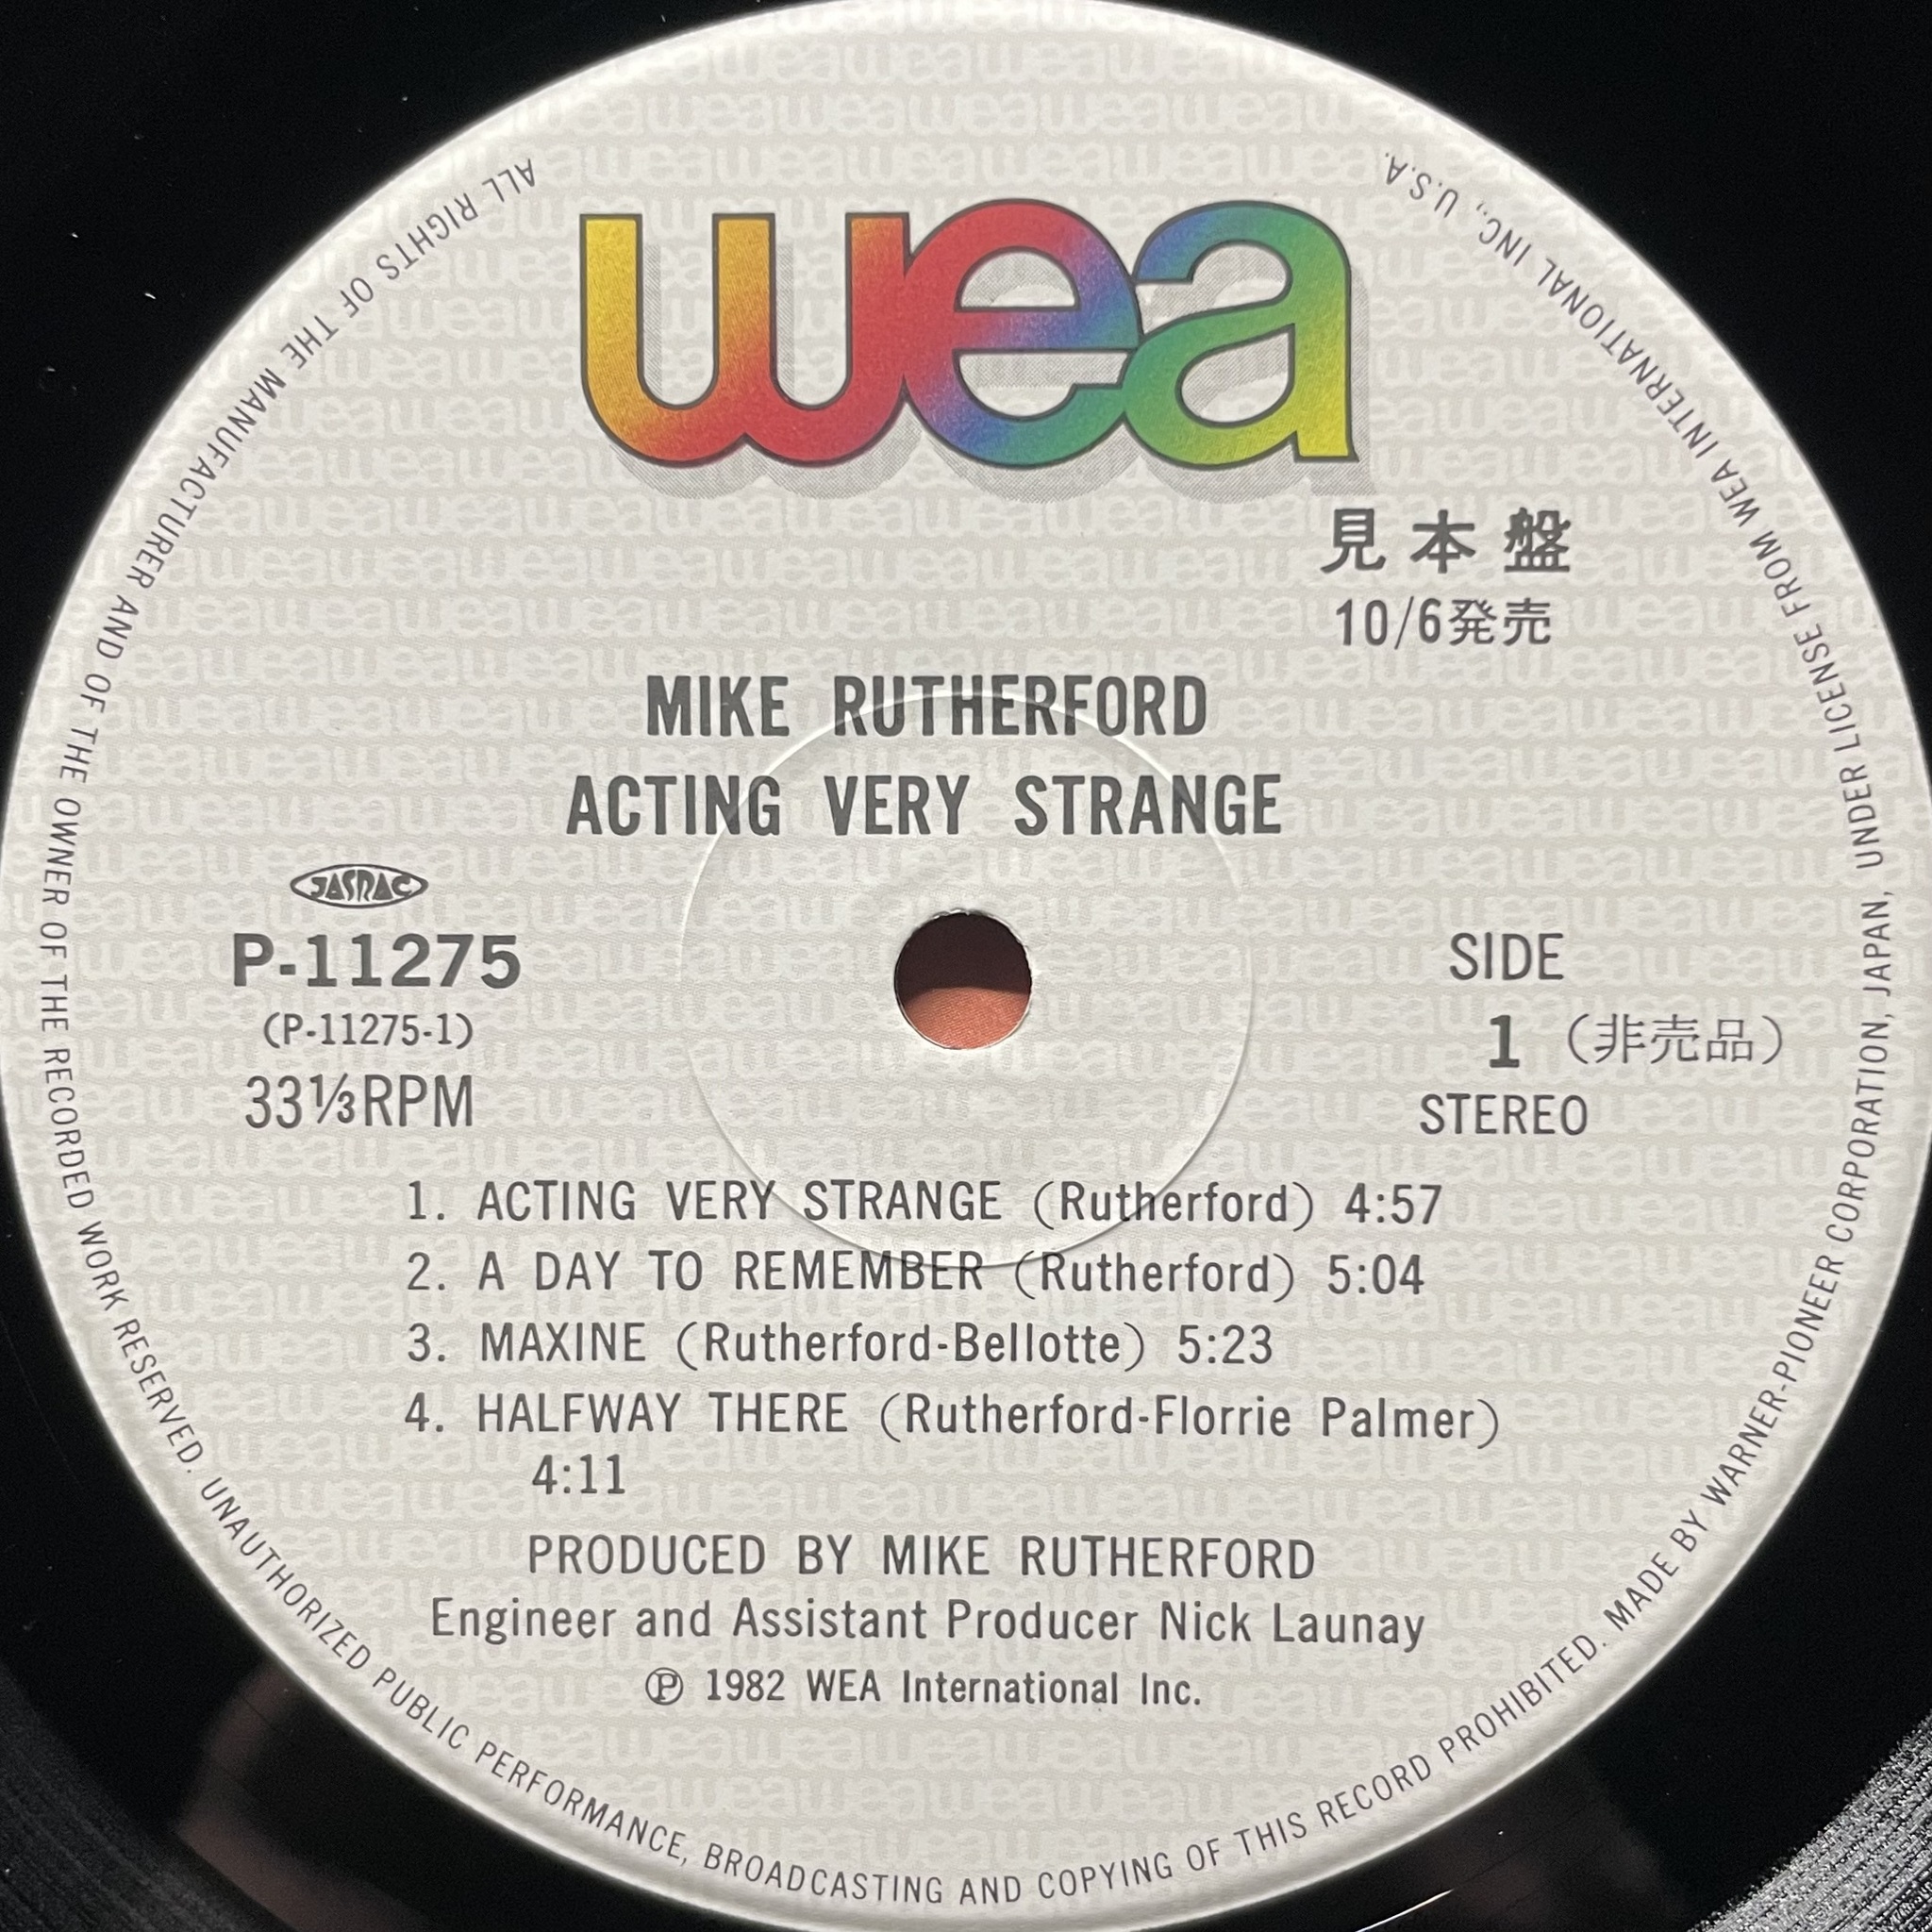 wea
見本盤
10/6発売
MIKE RUTHERFORD
ACTING VERY STRANGE
JASRAC
P-11275
(P-11275-1)
33⅓RPM
SIDE
1 (非売品)
STEREO
1. ACTING VERY STRANGE (Rutherford) 4:57
2. A DAY TO REMEMBER (Rutherford) 5:04
3. MAXINE (Rutherford-Bellotte) 5:23
4. HALFWAY THERE (Rutherford-Florrie Palmer)
4:11
PRODUCED BY MIKE RUTHERFORD
Engineer and Assistant Producer Nick Launay
Ⓟ 1982 WEA International Inc.
ALL RIGHTS OF THE MANUFACTURER AND OF THE OWNER OF THE RECORDED WORK RESERVED. UNAUTHORIZED PUBLIC PERFORMANCE, BROADCASTING AND COPYING OF THIS RECORD PROHIBITED. MADE BY WARNER-PIONEER CORPORATION, JAPAN, UNDER LICENSE FROM WEA INTERNATIONAL INC., U.S.A.